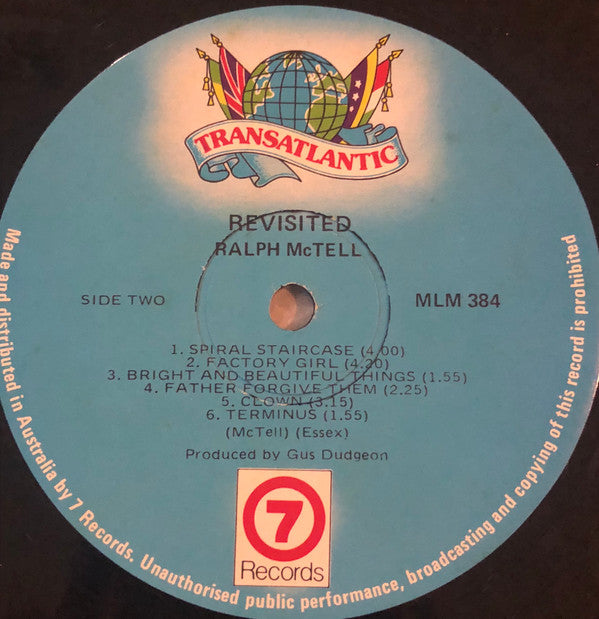 TRANSATLANTIC
REVISITED
RALPH McTELL
SIDE TWO
MLM 384
1. SPIRAL STAIRCASE (4.00)
2. FACTORY GIRL (4.20)
3. BRIGHT AND BEAUTIFUL THINGS (1.55)
4. FATHER FORGIVE THEM (2.25)
5. CLOWN (3.15)
6. TERMINUS (1.55)
(McTell) (Essex)
Produced by Gus Dudgeon
7
Records
Made and distributed in Australia by 7 Records. Unauthorised public performance, broadcasting and copying of this record is prohibited